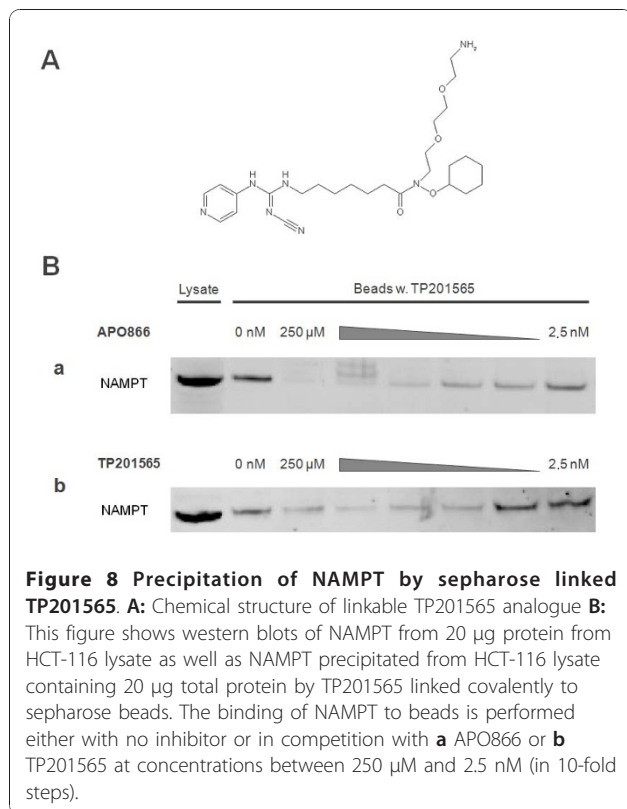 A
NH₂
O
O
H
N
H
N
N
N
N
O
N
O
B
Lysate
Beads w. TP201565
APO866
0 nM
250 µM
2.5 nM
a
NAMPT
TP201565
0 nM
250 µM
2.5 nM
b
NAMPT
Figure 8 Precipitation of NAMPT by sepharose linked
TP201565. A: Chemical structure of linkable TP201565 analogue B:
This figure shows western blots of NAMPT from 20 µg protein from
HCT-116 lysate as well as NAMPT precipitated from HCT-116 lysate
containing 20 µg total protein by TP201565 linked covalently to
sepharose beads. The binding of NAMPT to beads is performed
either with no inhibitor or in competition with a APO866 or b
TP201565 at concentrations between 250 µM and 2.5 nM (in 10-fold
steps).